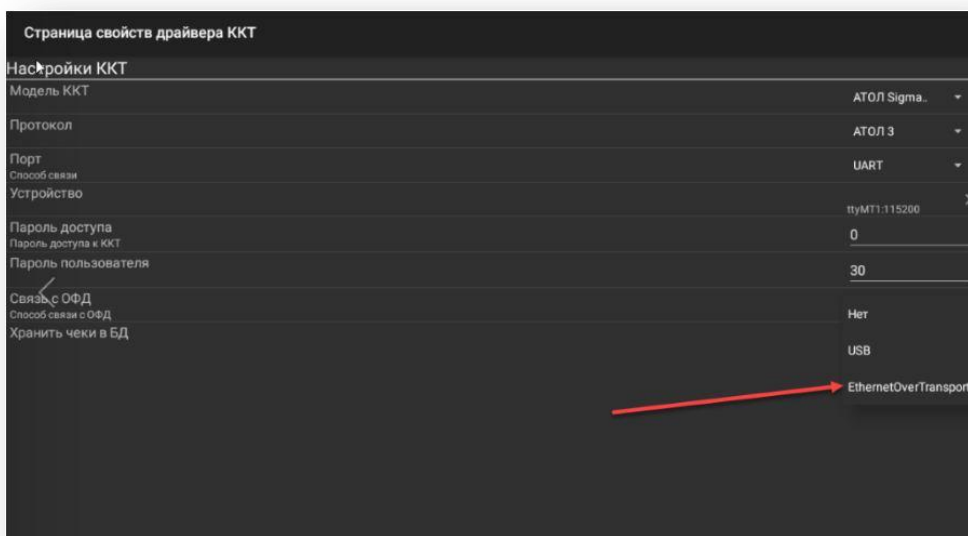 Страница свойств драйвера ККТ
Настройки ККТ
Модель ККТ
АТОЛ Sigma..
Протокол
АТОЛ 3
Порт
Способ связи
UART
Устройство
ttyMT1:115200
Пароль доступа
Пароль доступа к ККТ
0
Пароль пользователя
30
Связь с ОФД
Способ связи с ОФД
Нет
Хранить чеки в БД
USB
EthernetOverTransport